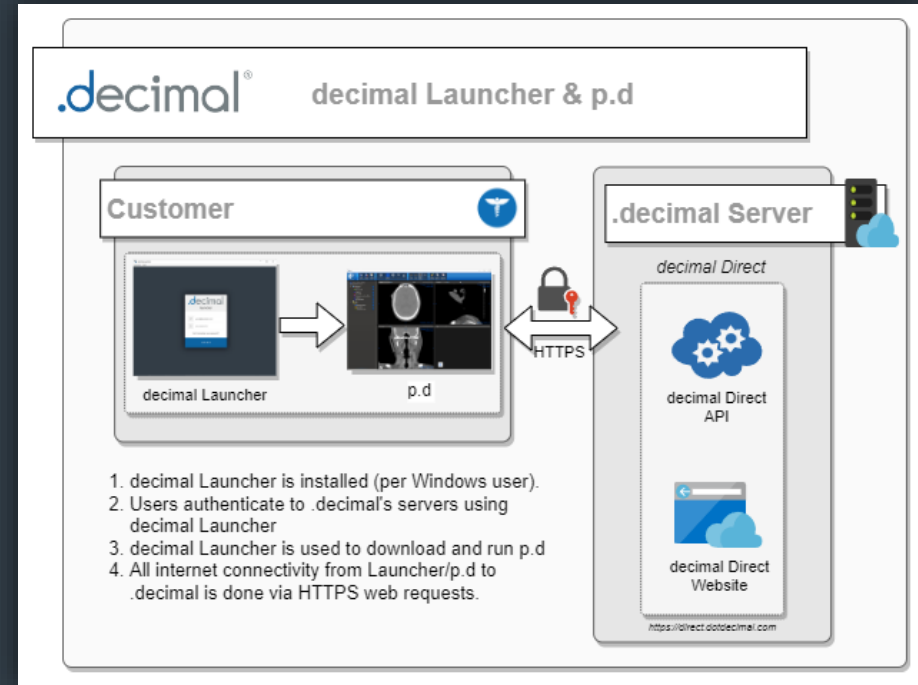 .decimal®
decimal Launcher & p.d
Customer
.decimal Server
decimal Direct
.decimal
HTTPS
decimal Launcher
p.d
decimal Direct
API
decimal Direct
Website
https://direct.dotdecimal.com
1. decimal Launcher is installed (per Windows user).
2. Users authenticate to .decimal's servers using
decimal Launcher
3. decimal Launcher is used to download and run p.d
4. All internet connectivity from Launcher/p.d to
.decimal is done via HTTPS web requests.